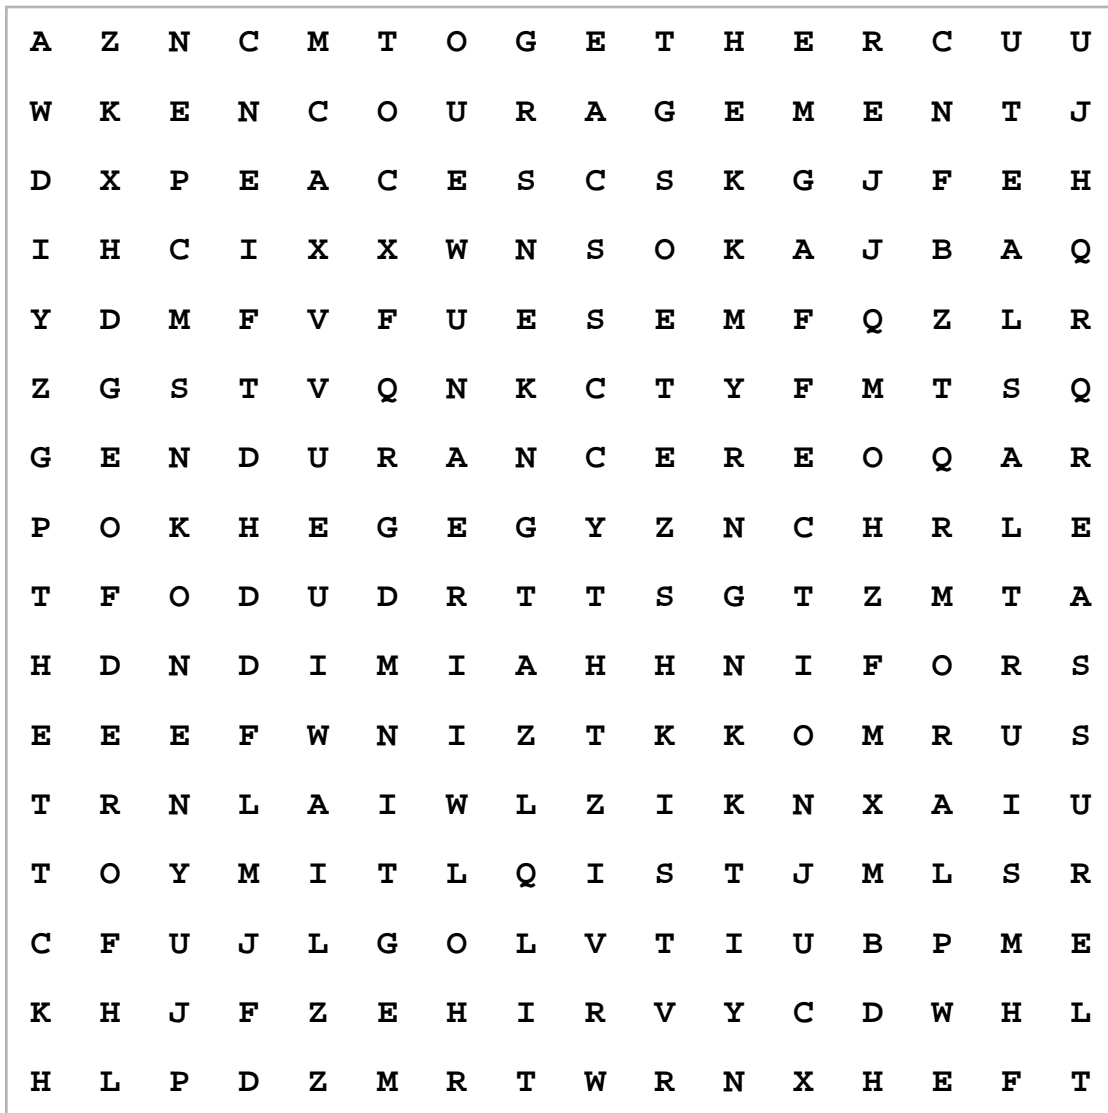 A Z N C M T O G E T H E R C U U
W K E N C O U R A G E M E N T J
D X P E A C E S C S K G J F E H
I H C I X X W N S O K A J B A Q
Y D M F V F U E S E M F Q Z L R
Z G S T V Q N K C T Y F M T S Q
G E N D U R A N C E R E O Q A R
P O K H E G E G Y Z N C H R L E
T F O D U D R T T S G T Z M T A
H D N D I M I A H H N I F O R S
E E E F W N I Z T K K O M R U S
T R N L A I W L Z I K N X A I U
T O Y M I T L Q I S T J M L S R
C F U J L G O L V T I U B P M E
K H J F Z E H I R V Y C D W H L
H L P D Z M R T W R N X H E F T